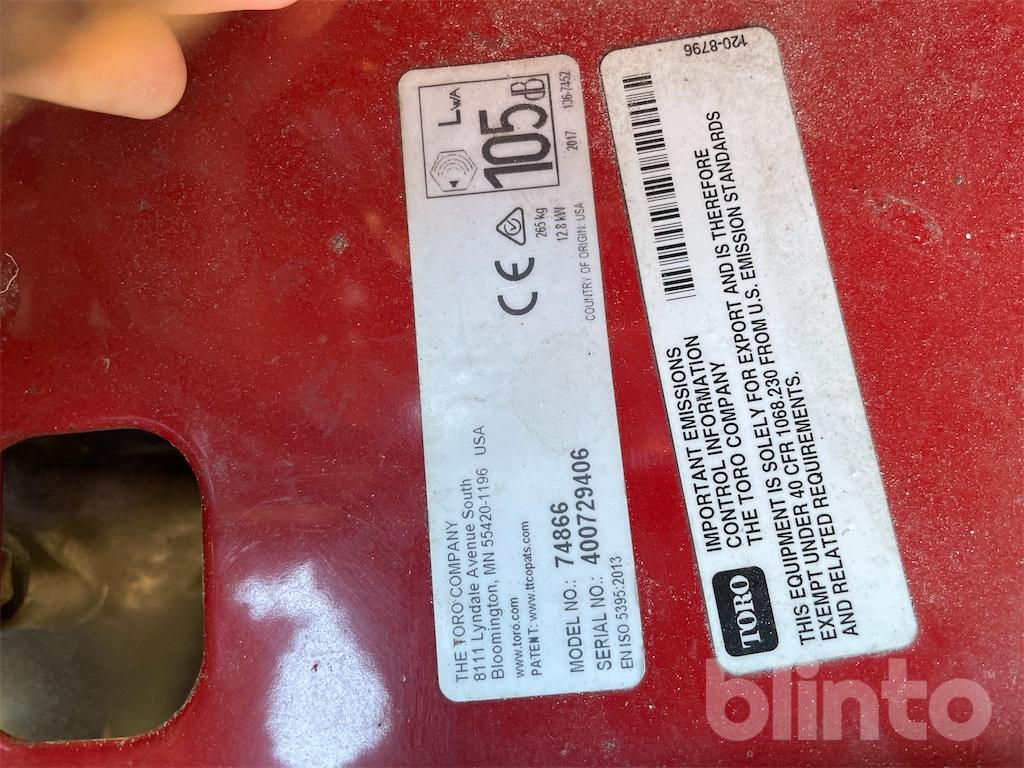 THE TORO COMPANY
8111 Lyndale Avenue South
Bloomington, MN 55420-1196 USA
www.toro.com
PATENT: www.ttcopats.com
MODEL NO.: 74866
SERIAL NO.: 400729406
EN ISO 5395:2013
CE
265 kg
12.8 kW
COUNTRY OF ORIGIN: USA
LWA
105dB
2017 136-7452
120-8796
IMPORTANT EMISSIONS
CONTROL INFORMATION
THE TORO COMPANY
TORO
THIS EQUIPMENT IS SOLELY FOR EXPORT AND IS THEREFORE
EXEMPT UNDER 40 CFR 1068.230 FROM U.S. EMISSION STANDARDS
AND RELATED REQUIREMENTS.
blinto™